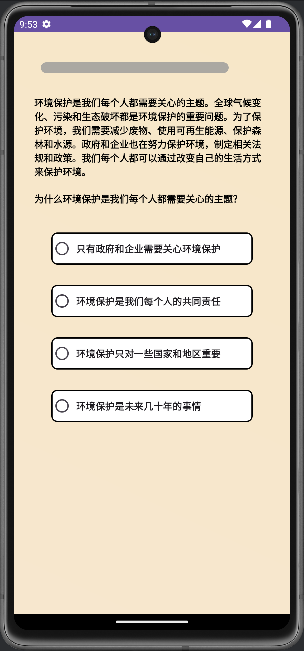 9:53
环境保护是我们每个人都需要关心的主题。全球气候变
化、污染和生态破坏都是环境保护的重要问题。为了保
护环境，我们需要减少废物、使用可再生能源、保护森
林和水源。政府和企业也在努力保护环境，制定相关法
规和政策。我们每个人都可以通过改变自己的生活方式
来保护环境。
为什么环境保护是我们每个人都需要关心的主题？
只有政府和企业需要关心环境保护
环境保护是我们每个人的共同责任
环境保护只对一些国家和地区重要
环境保护是未来几十年的事情